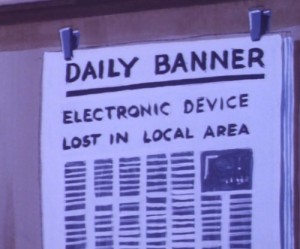 DAILY BANNER
ELECTRONIC DEVICE
LOST IN LOCAL AREA